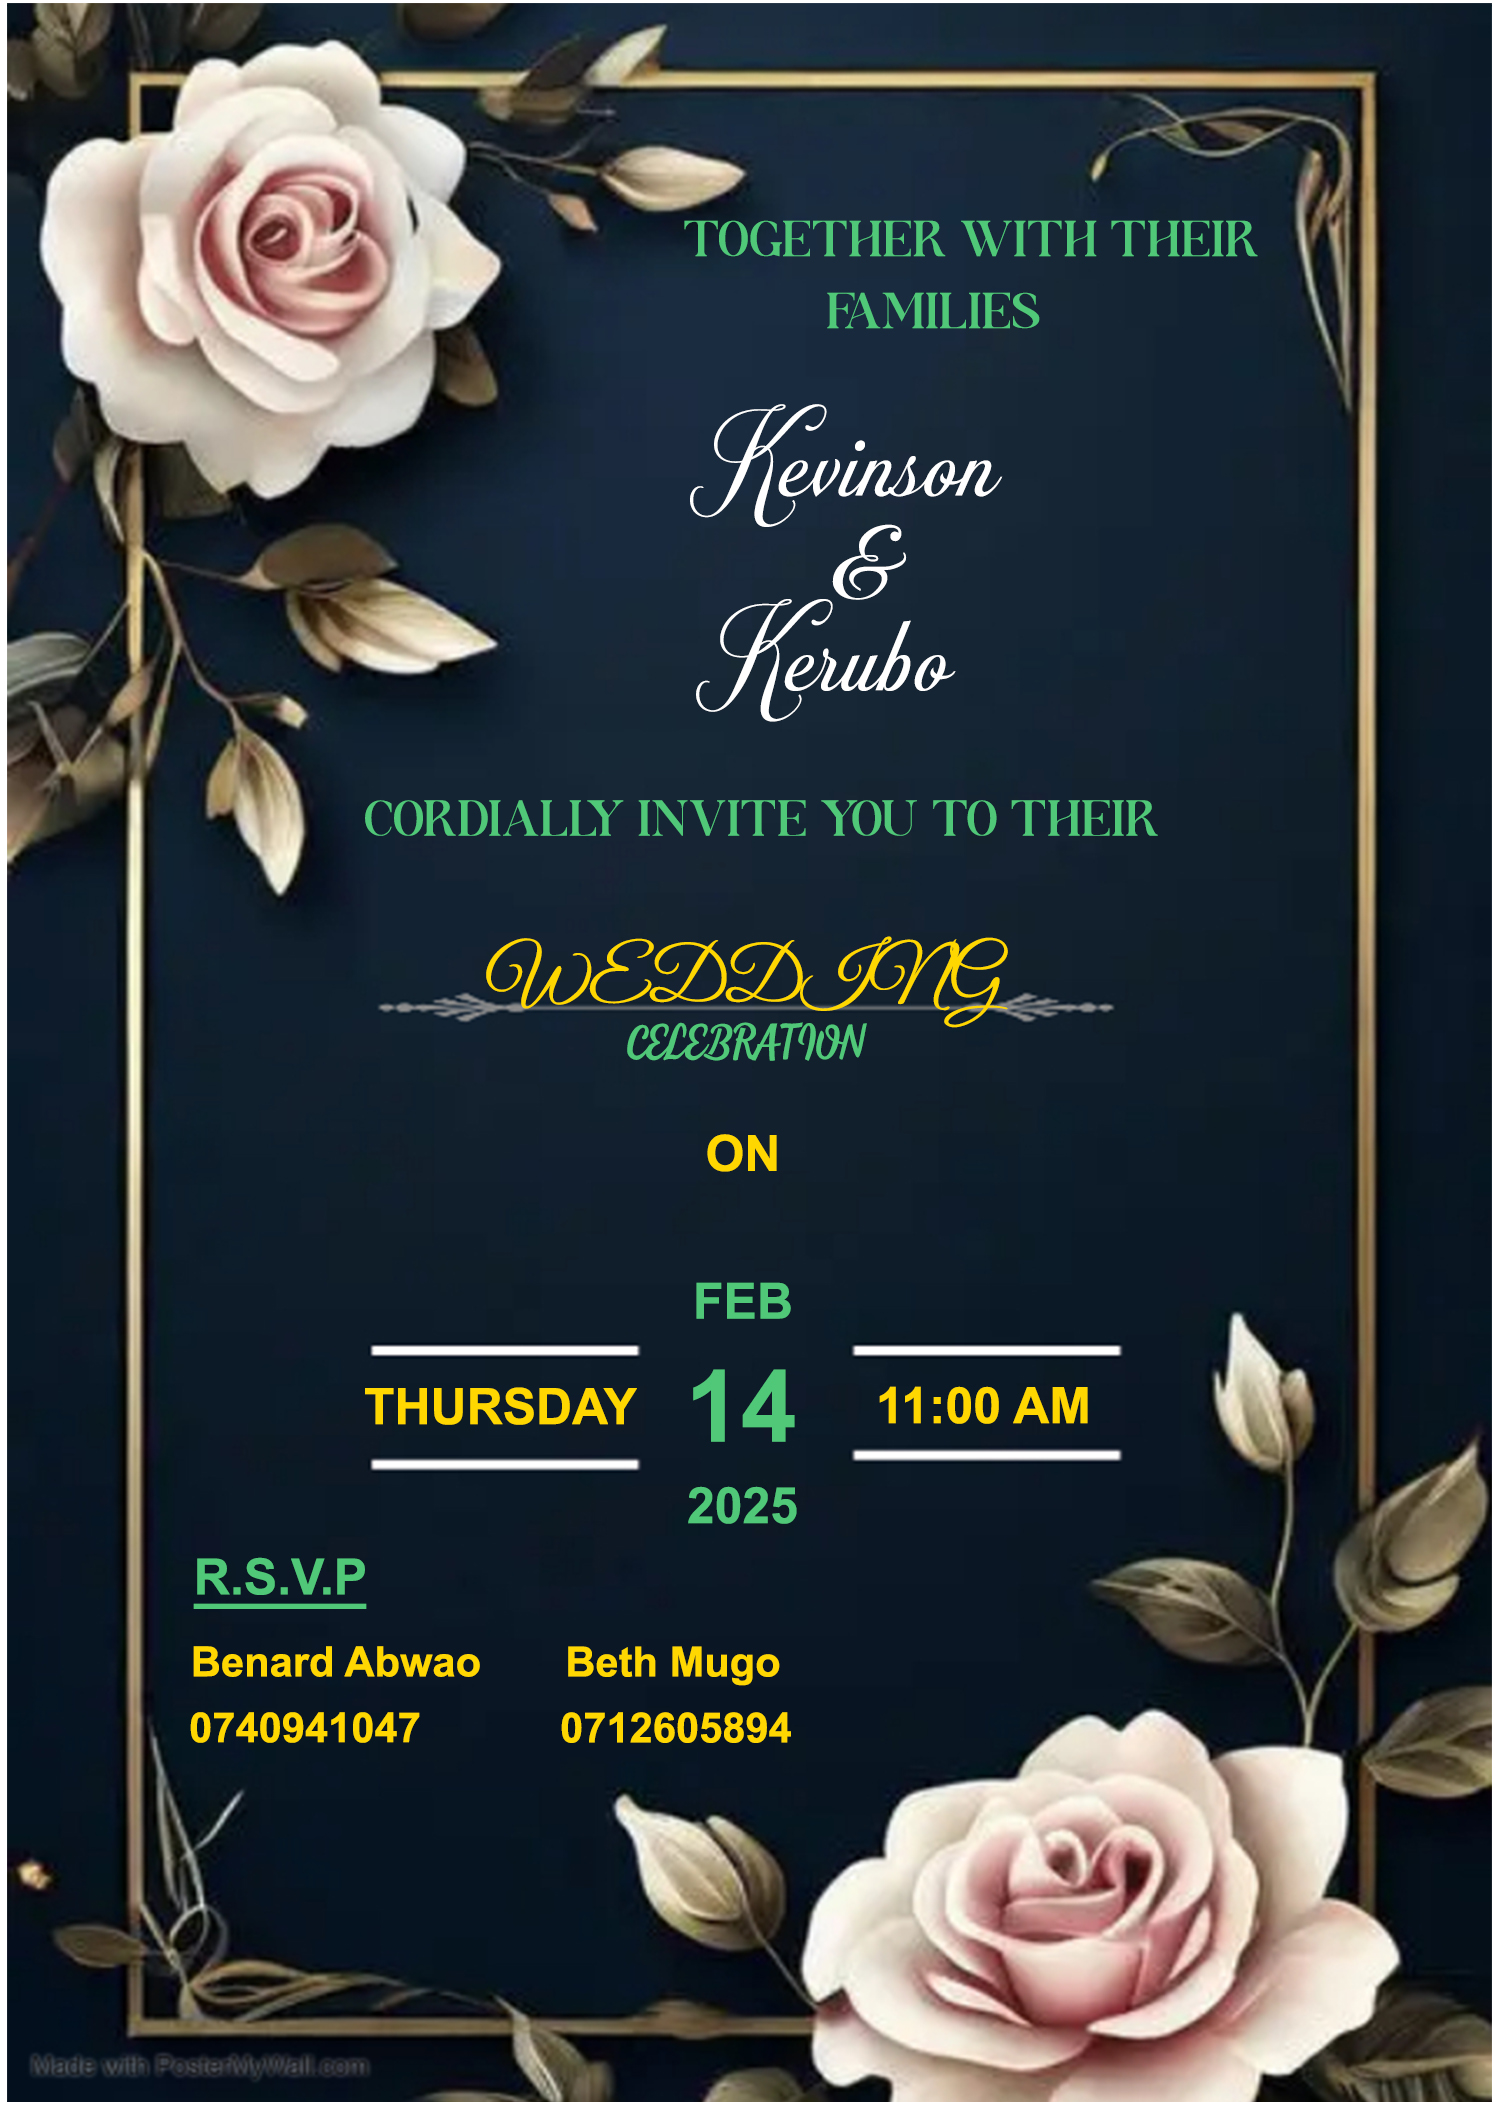 TOGETHER WITH THEIR
FAMILIES
Kevinson
&
Kerubo
CORDIALLY INVITE YOU TO THEIR
WEDDING
CELEBRATION
ON
FEB
THURSDAY 14 11:00 AM
2025
R.S.V.P
Benard Abwao Beth Mugo
0740941047 0712605894
Made with PosterMyWall.com